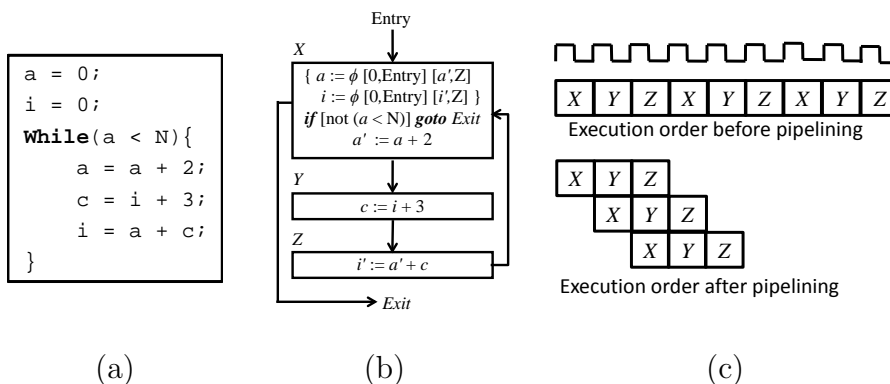 a = 0;
i = 0;
While(a < N){
a = a + 2;
c = i + 3;
i = a + c;
}
(a)
Entry
X
{ a := ϕ [0,Entry] [a',Z]
i := ϕ [0,Entry] [i',Z] }
if [not (a < N)] goto Exit
a' := a + 2
Y
c := i + 3
Z
i' := a' + c
Exit
(b)
X Y Z X Y Z X Y Z
Execution order before pipelining
X Y Z
X Y Z
X Y Z
Execution order after pipelining
(c)